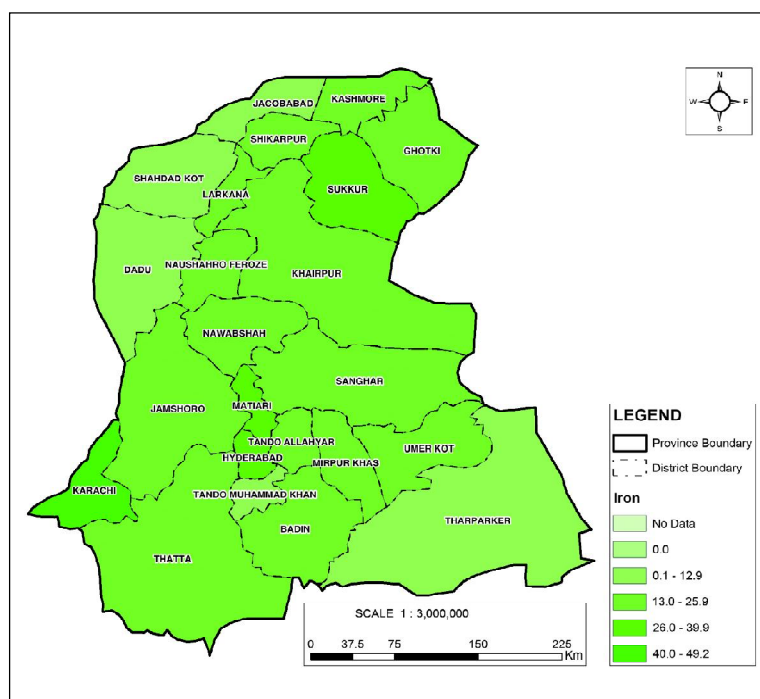 N
W E
S
JACOBABAD
KASHMORE
SHIKARPUR
GHOTKI
SHAHDAD KOT
LARKANA
SUKKUR
DADU
NAUSHAHRO FEROZE
KHAIRPUR
NAWABSHAH
SANGHAR
JAMSHORO
MATIARI
TANDO ALLAHYAR
UMER KOT
HYDERABAD
MIRPUR KHAS
KARACHI
TANDO MUHAMMAD KHAN
THARPARKER
BADIN
THATTA
LEGEND
Province Boundary
District Boundary
Iron
No Data
0.0
0.1 - 12.9
13.0 - 25.9
26.0 - 39.9
40.0 - 49.2
SCALE 1 : 3,000,000
0 37.5 75 150 225
Km